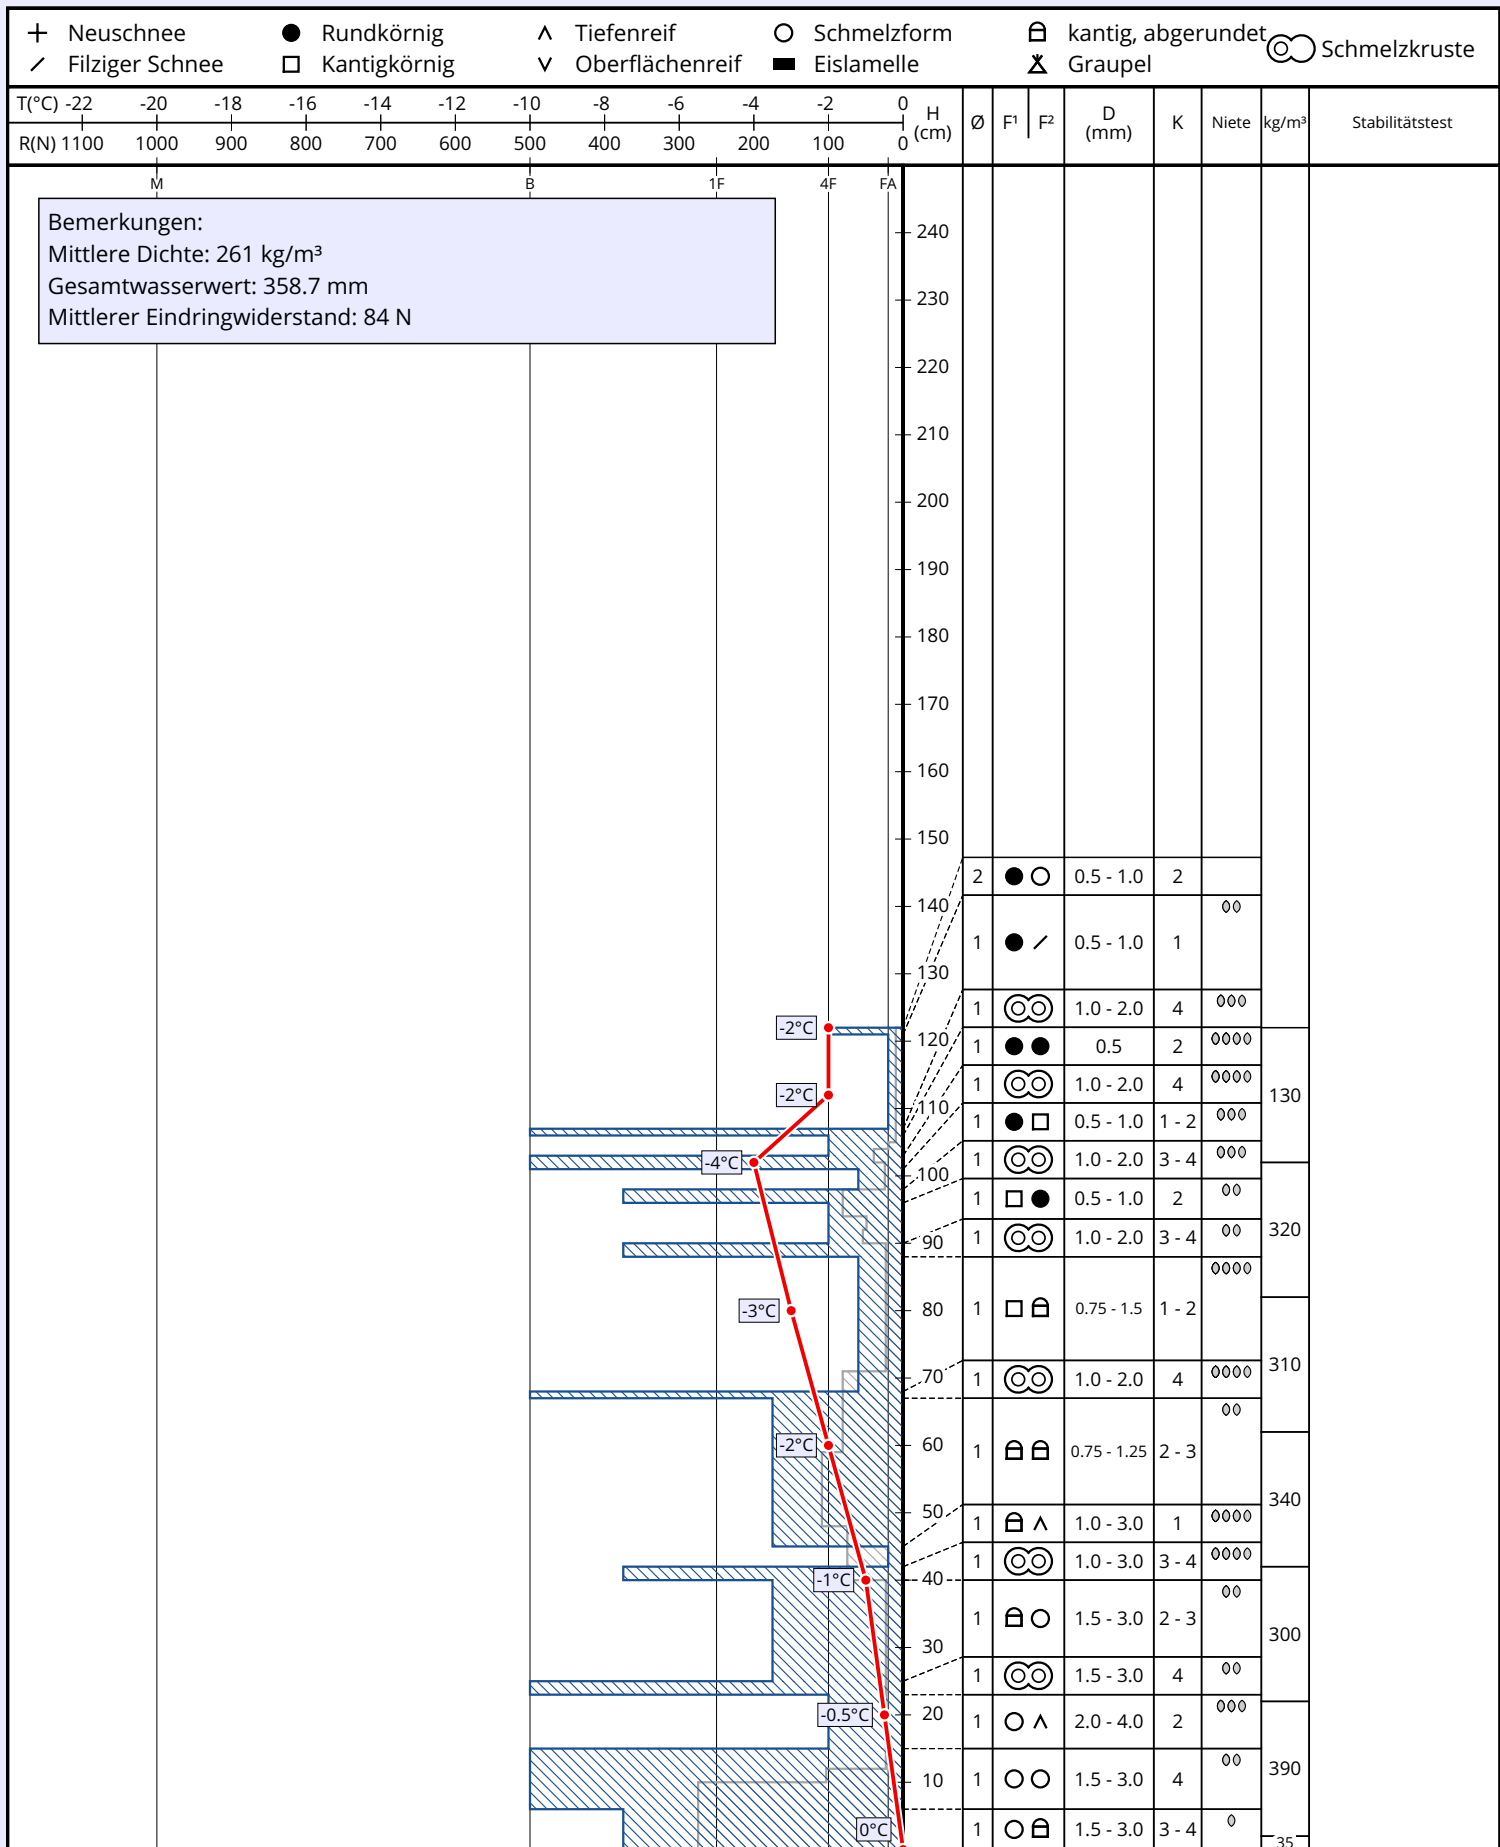 Neuschnee Rundkörnig Tiefenreif Schmelzform kantig, abgerundet Schmelzkruste
Filziger Schnee Kantigkörnig Oberflächenreif Eislamelle Graupel
T(°C) -22 -20 -18 -16 -14 -12 -10 -8 -6 -4 -2 0
R(N) 1100 1000 900 800 700 600 500 400 300 200 100 0
H (cm) Ø F¹ F² D (mm) K Niete kg/m³ Stabilitätstest
M B 1F 4F FA
Bemerkungen:
Mittlere Dichte: 261 kg/m³
Gesamtwasserwert: 358.7 mm
Mittlerer Eindringwiderstand: 84 N
240
230
220
210
200
190
180
170
160
150
2 0.5 - 1.0 2
140
1 0.5 - 1.0 1
130
1 1.0 - 2.0 4
-2°C
120
1 0.5 2
1 1.0 - 2.0 4
-2°C
130
110
1 0.5 - 1.0 1 - 2
-4°C
1 1.0 - 2.0 3 - 4
100
1 0.5 - 1.0 2
320
90
1 1.0 - 2.0 3 - 4
-3°C
80
1 0.75 - 1.5 1 - 2
310
70
1 1.0 - 2.0 4
-2°C
60
1 0.75 - 1.25 2 - 3
340
50
1 1.0 - 3.0 1
1 1.0 - 3.0 3 - 4
-1°C
40
1 1.5 - 3.0 2 - 3
300
30
1 1.5 - 3.0 4
-0.5°C
20
1 2.0 - 4.0 2
390
10
1 1.5 - 3.0 4
0°C
1 1.5 - 3.0 3 - 4
35